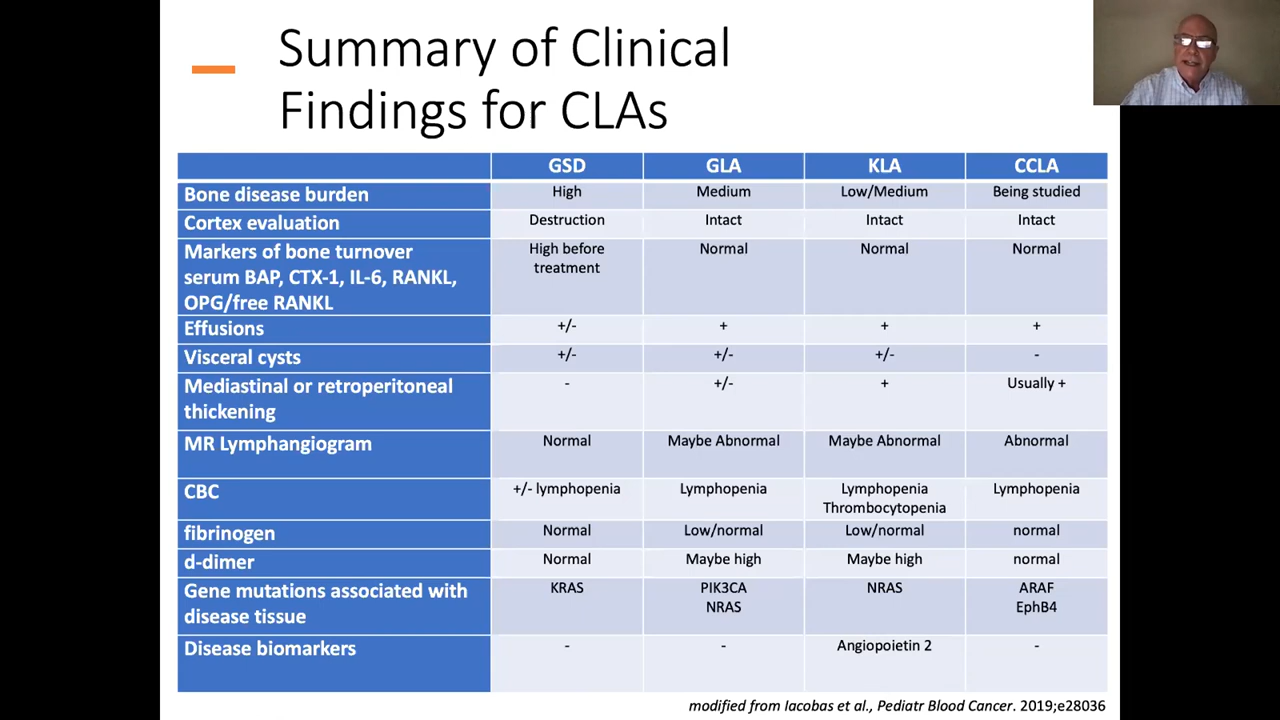 Summary of Clinical
Findings for CLAs
GSD GLA KLA CCLA
Bone disease burden High Medium Low/Medium Being studied
Cortex evaluation Destruction Intact Intact Intact
Markers of bone turnover High before Normal Normal Normal
serum BAP, CTX-1, IL-6, RANKL, treatment
OPG/free RANKL
Effusions +/- + + +
Visceral cysts +/- +/- +/- -
Mediastinal or retroperitoneal - +/- + Usually +
thickening
MR Lymphangiogram Normal Maybe Abnormal Maybe Abnormal Abnormal
CBC +/- lymphopenia Lymphopenia Lymphopenia Lymphopenia
Thrombocytopenia
fibrinogen Normal Low/normal Low/normal normal
d-dimer Normal Maybe high Maybe high normal
Gene mutations associated with KRAS PIK3CA NRAS ARAF
disease tissue NRAS EphB4
Disease biomarkers - - Angiopoietin 2 -
modified from Iacobas et al., Pediatr Blood Cancer. 2019;e28036